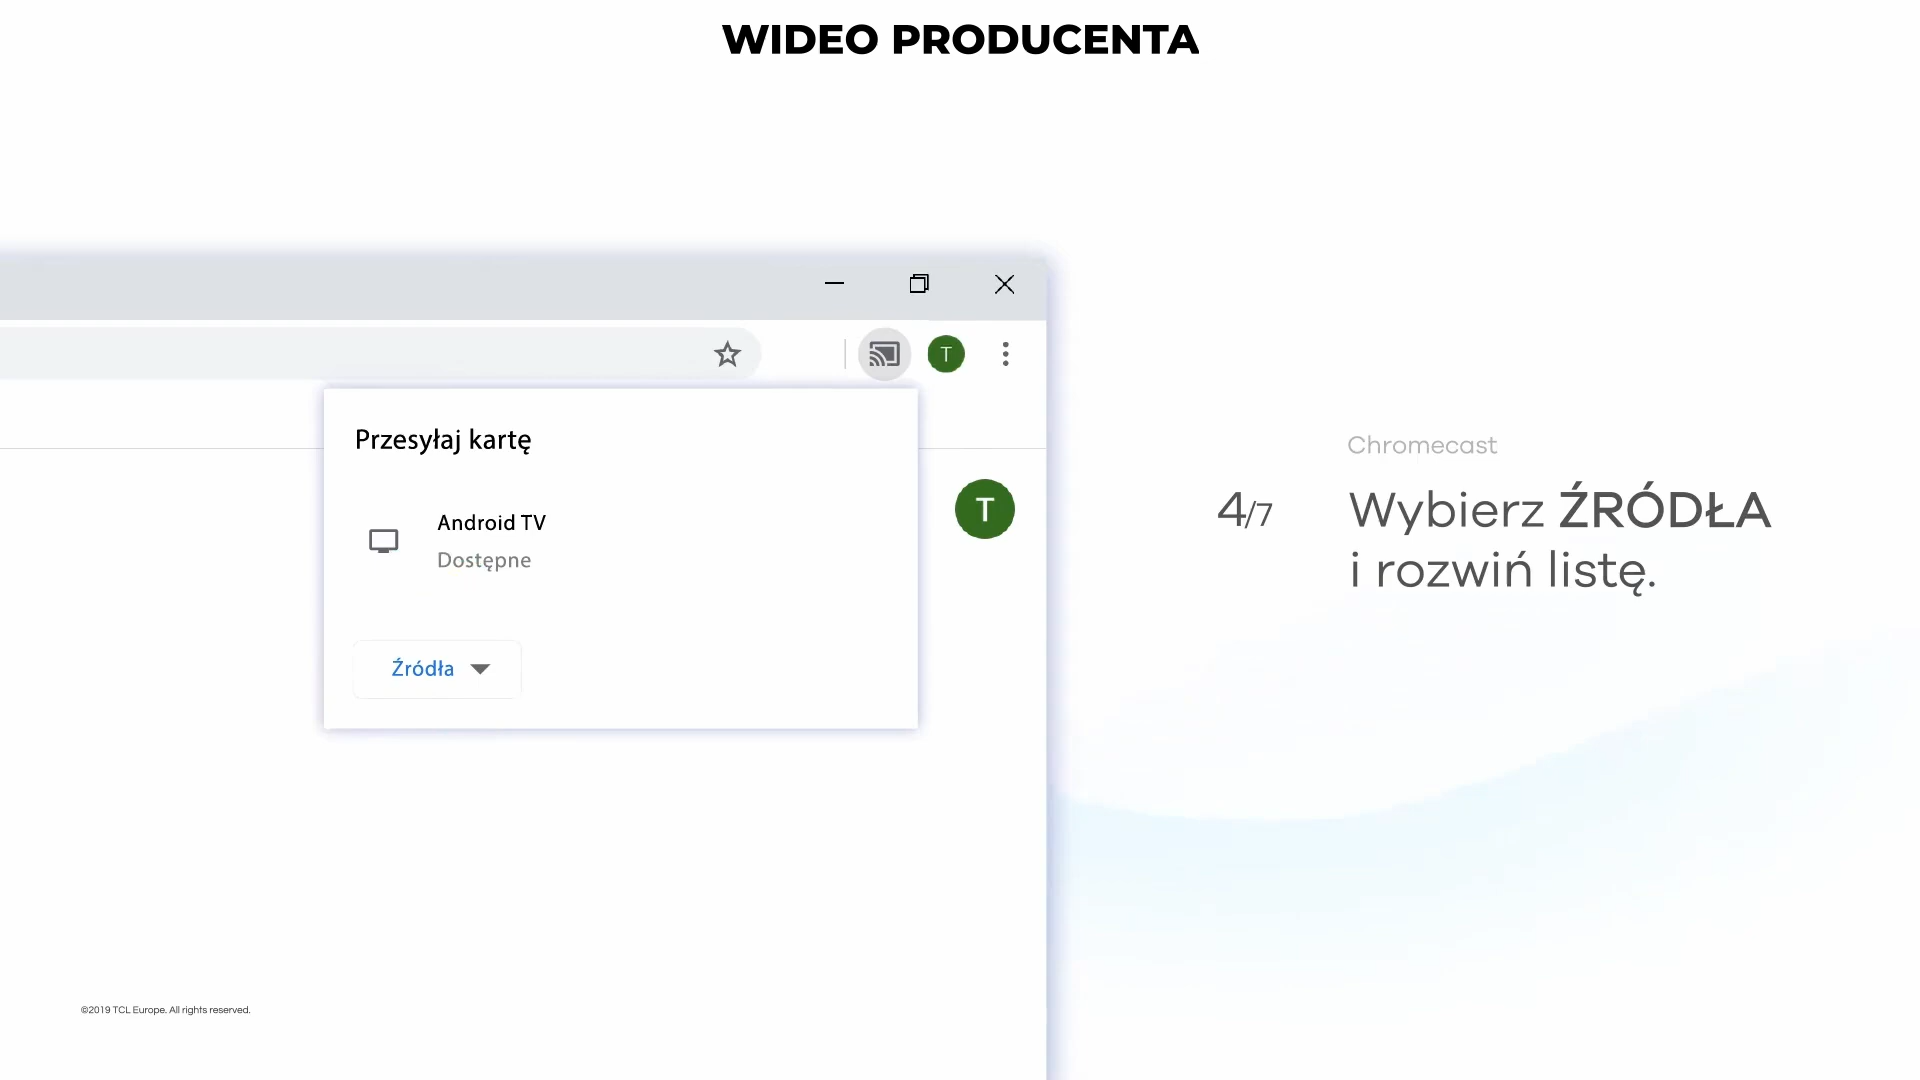 WIDEO PRODUCENTA
T
Przesyłaj kartę
Android TV
Dostępne
Źródła
T
Chromecast
4/7
Wybierz ŹRÓDŁA
i rozwiń listę.
©2019 TCL Europe. All rights reserved.